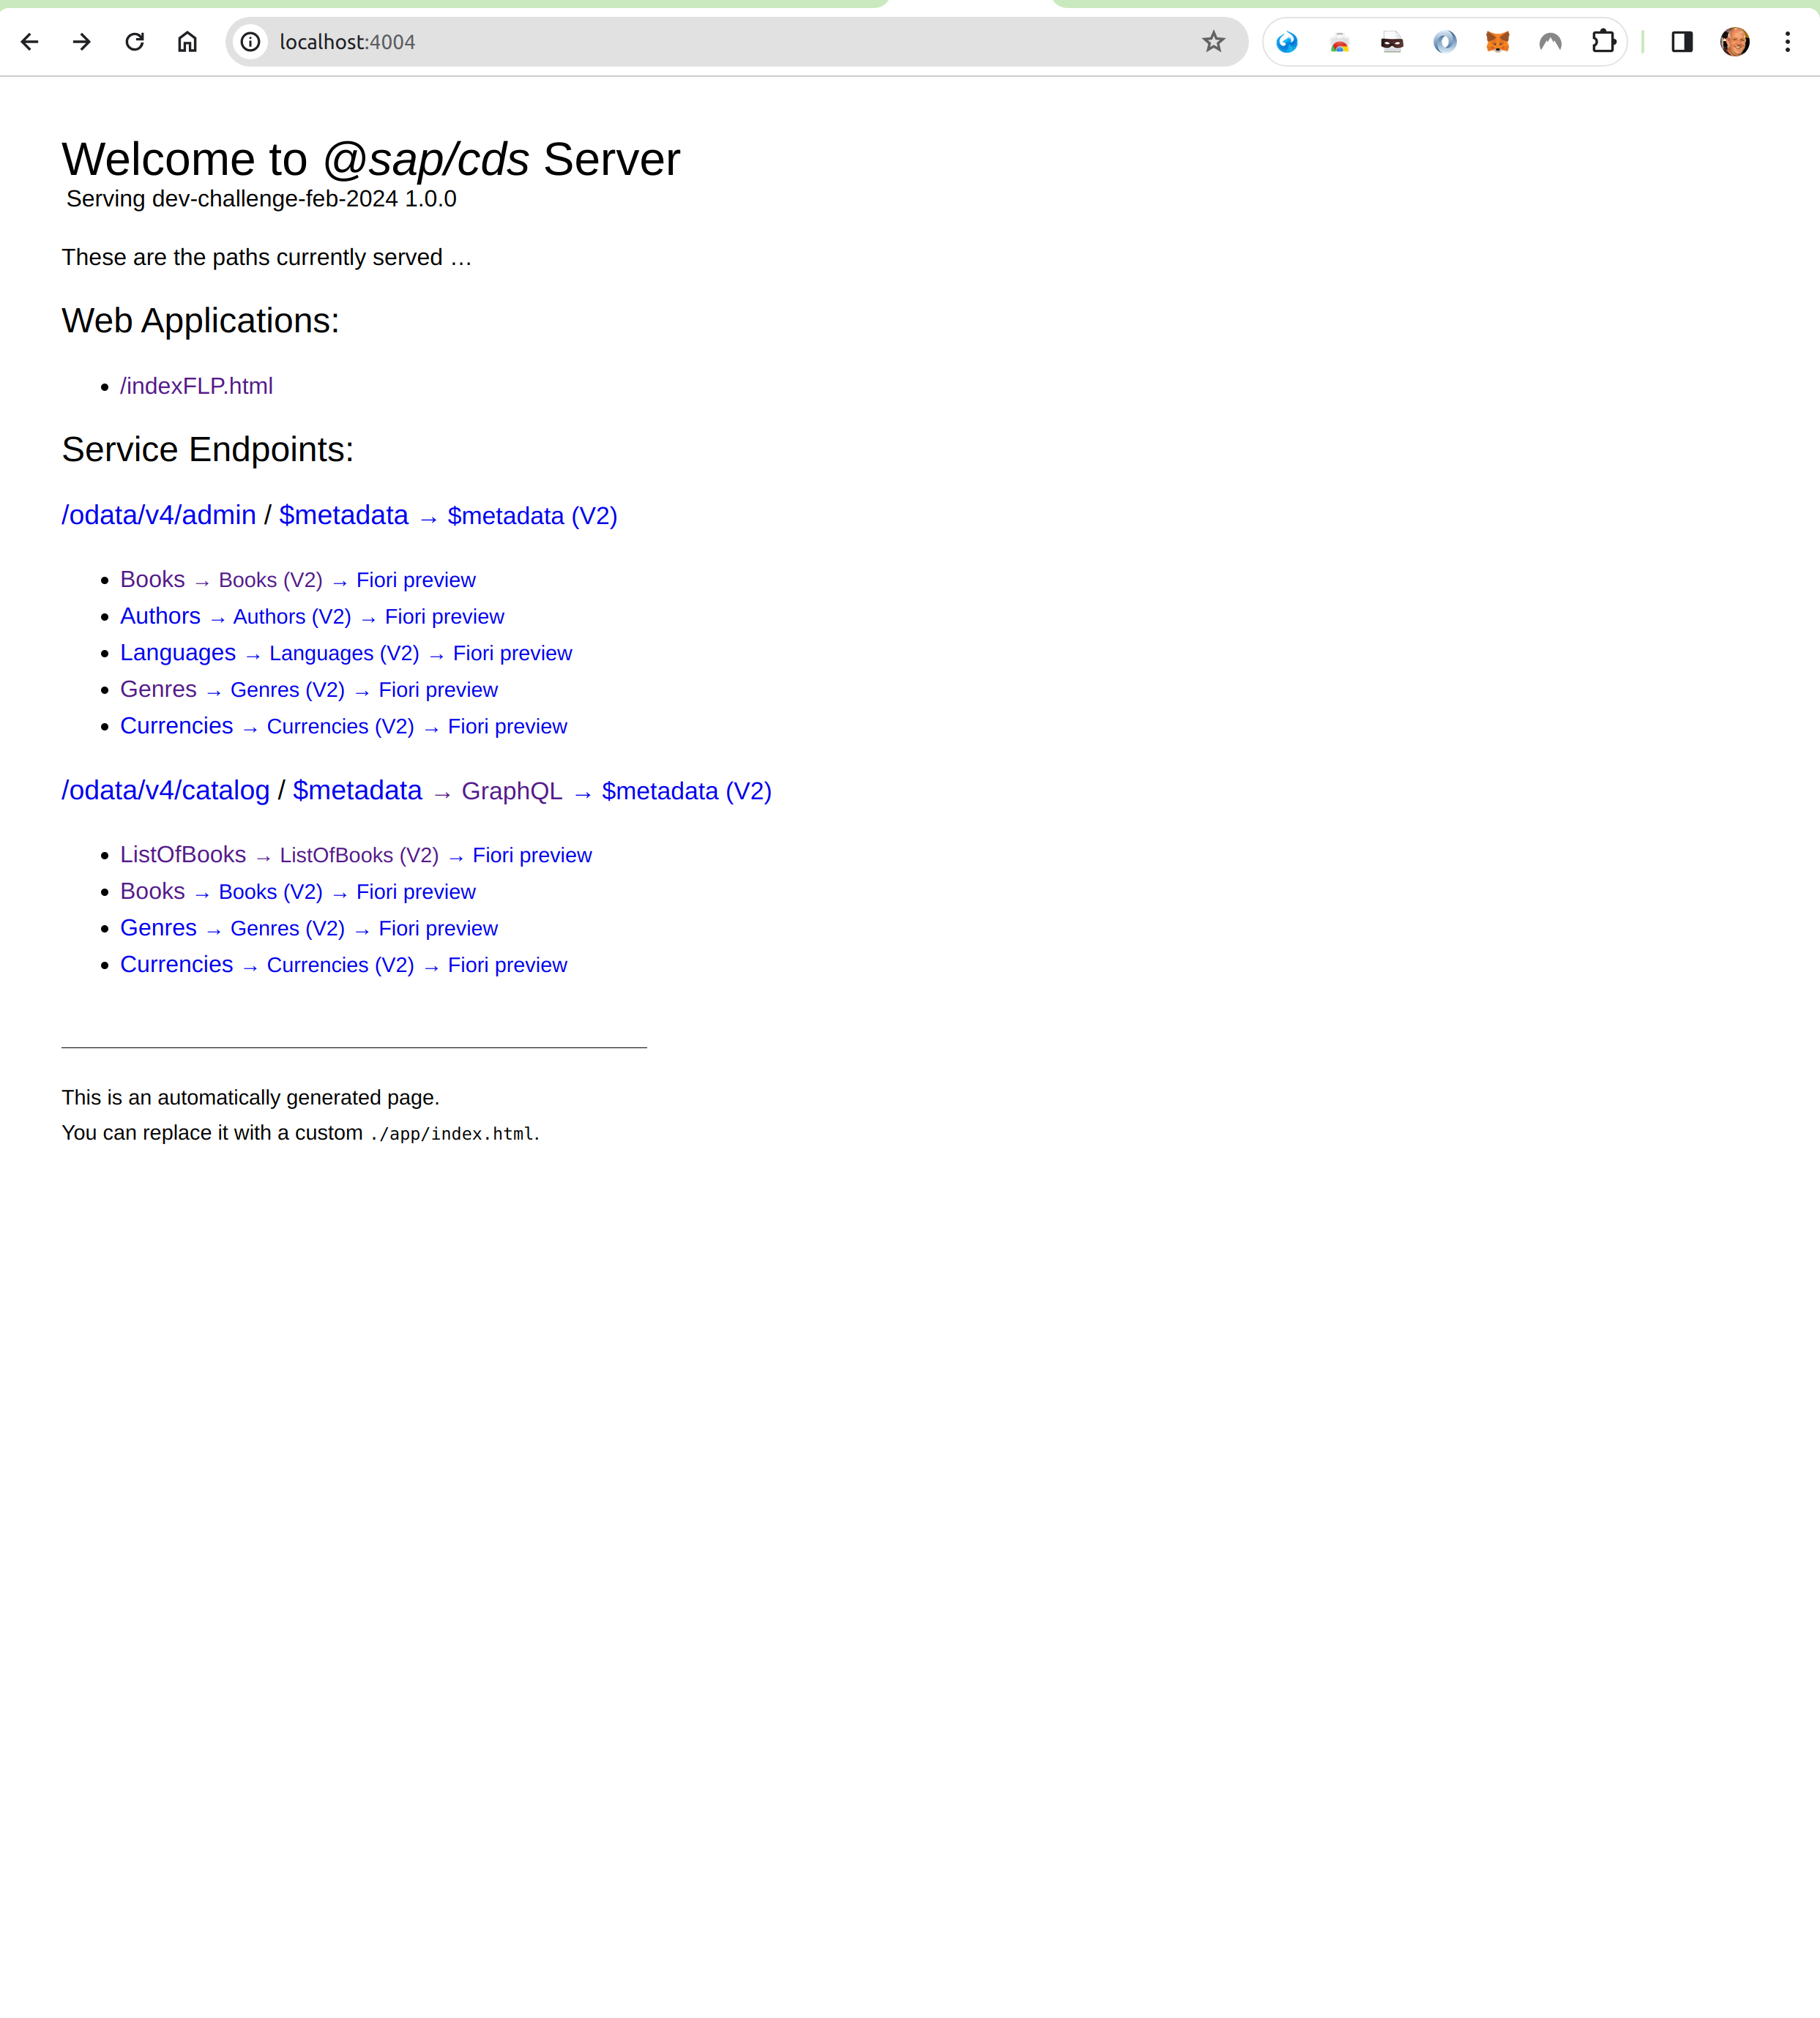 localhost:4004
Welcome to @sap/cds Server
Serving dev-challenge-feb-2024 1.0.0
These are the paths currently served …
Web Applications:
• /indexFLP.html
Service Endpoints:
/odata/v4/admin / $metadata → $metadata (V2)
• Books → Books (V2) → Fiori preview
• Authors → Authors (V2) → Fiori preview
• Languages → Languages (V2) → Fiori preview
• Genres → Genres (V2) → Fiori preview
• Currencies → Currencies (V2) → Fiori preview
/odata/v4/catalog / $metadata → GraphQL → $metadata (V2)
• ListOfBooks → ListOfBooks (V2) → Fiori preview
• Books → Books (V2) → Fiori preview
• Genres → Genres (V2) → Fiori preview
• Currencies → Currencies (V2) → Fiori preview
This is an automatically generated page.
You can replace it with a custom ./app/index.html.